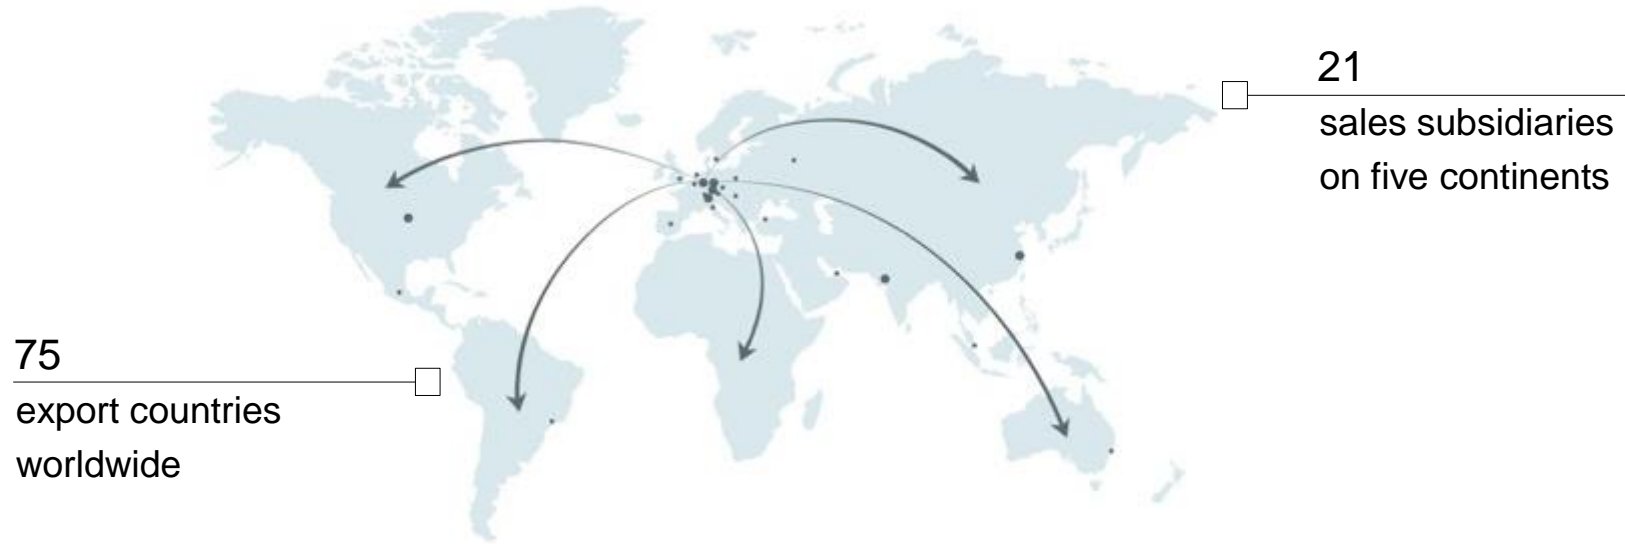 21
sales subsidiaries
on five continents
75
export countries
worldwide